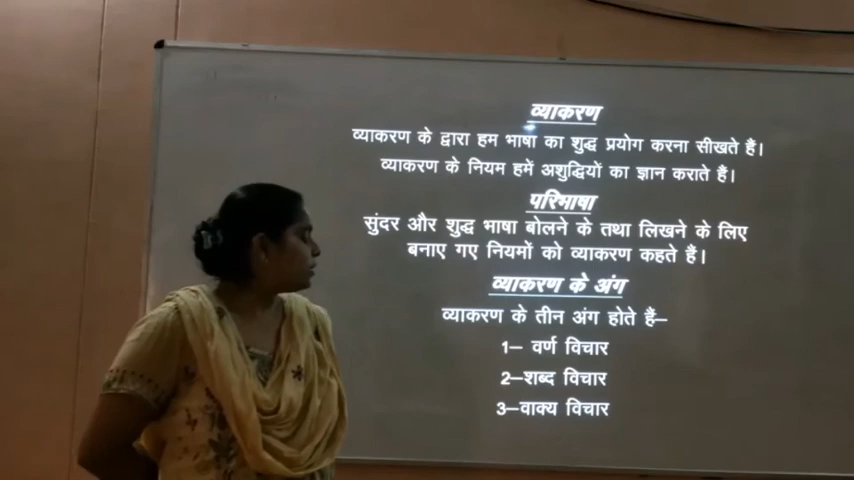 व्याकरण
व्याकरण के द्वारा हम भाषा का शुद्ध प्रयोग करना सीखते हैं।
व्याकरण के नियम हमें अशुद्धियों का ज्ञान कराते हैं।
परिभाषा
सुंदर और शुद्ध भाषा बोलने के तथा लिखने के लिए
बनाए गए नियमों को व्याकरण कहते हैं।
व्याकरण के अंग
व्याकरण के तीन अंग होते हैं–
1– वर्ण विचार
2–शब्द विचार
3–वाक्य विचार